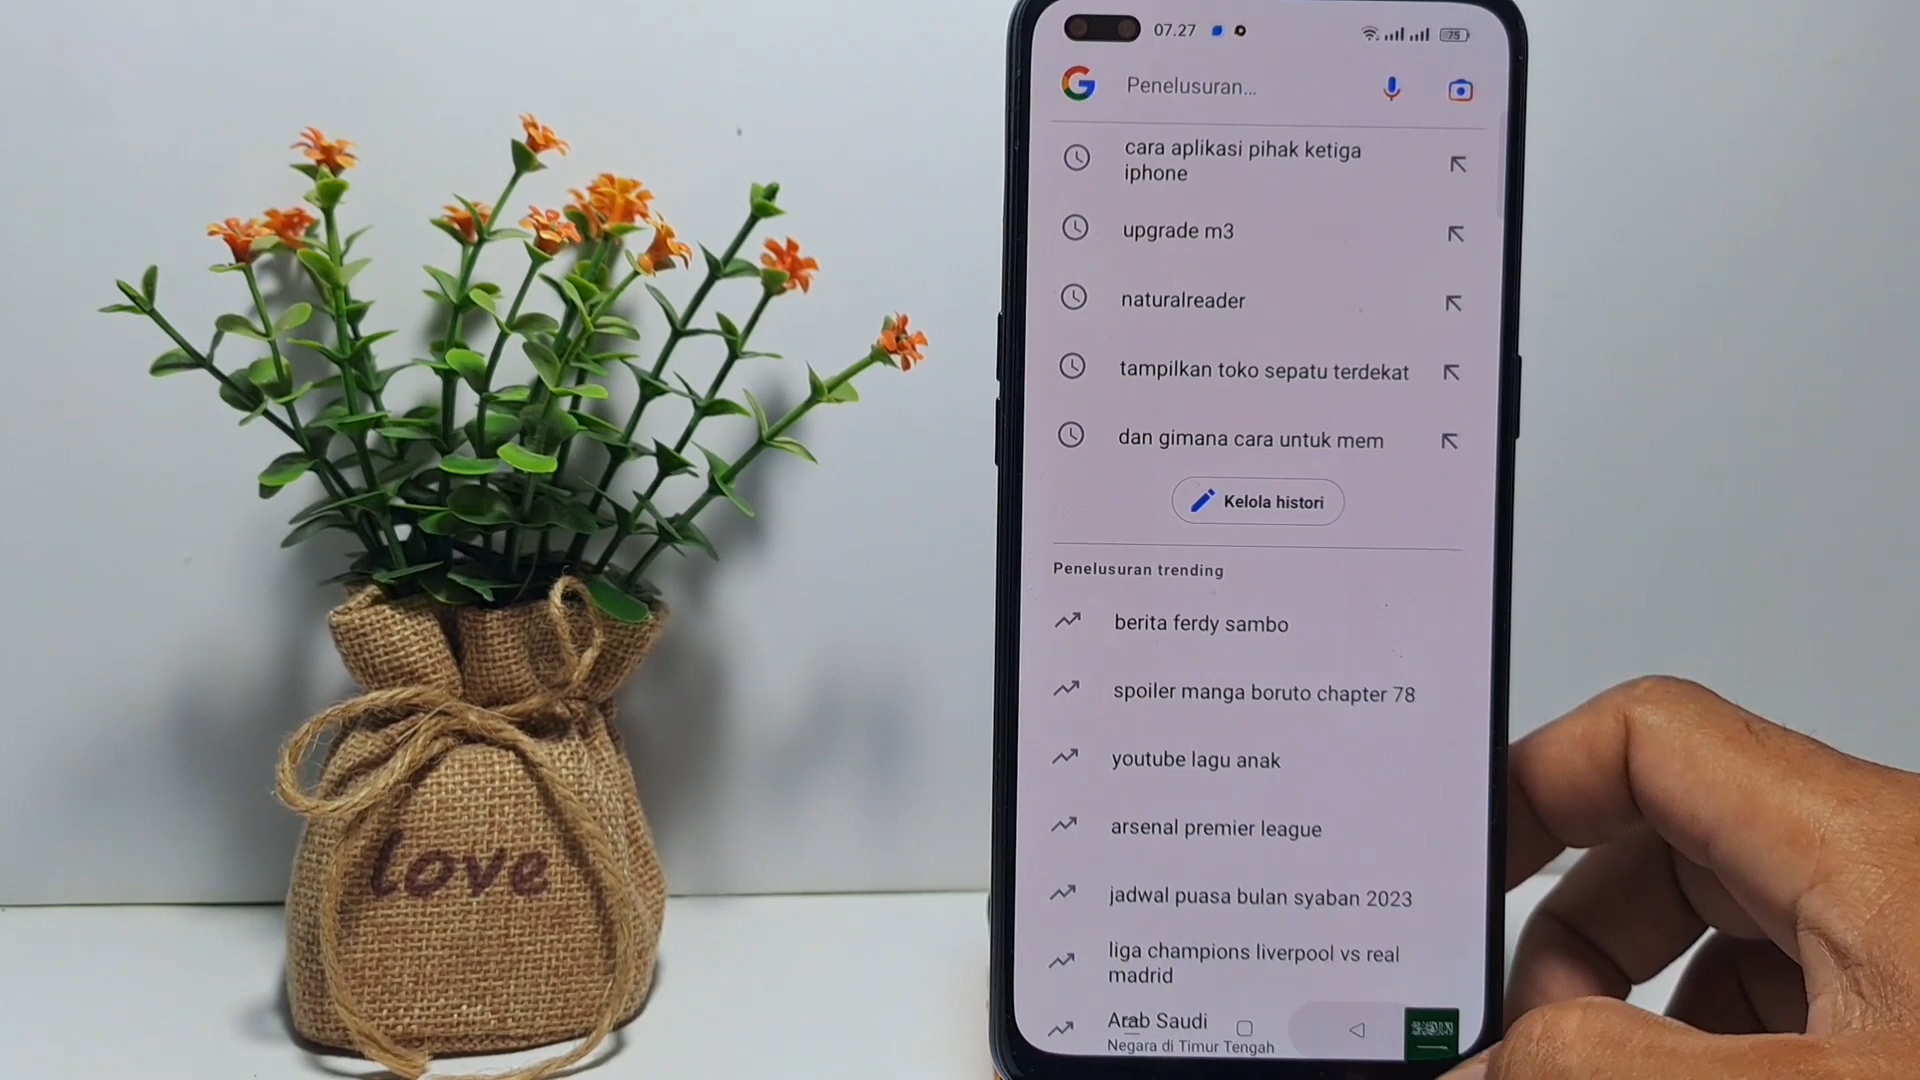 love
07.27
75
Penelusuran...
cara aplikasi pihak ketiga
iphone
upgrade m3
naturalreader
tampilkan toko sepatu terdekat
dan gimana cara untuk mem
Kelola histori
Penelusuran trending
berita ferdy sambo
spoiler manga boruto chapter 78
youtube lagu anak
arsenal premier league
jadwal puasa bulan syaban 2023
liga champions liverpool vs real
madrid
Arab Saudi
Negara di Timur Tengah